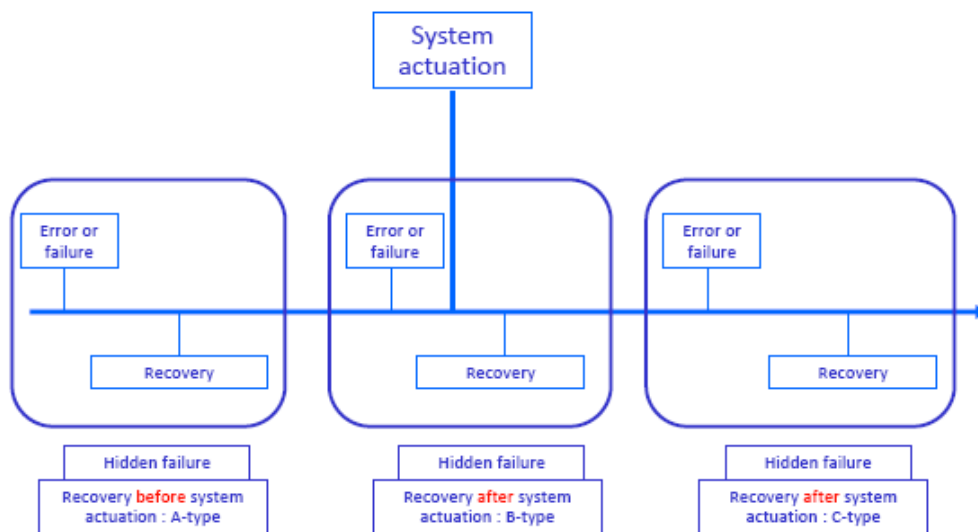 System
actuation
Error or
failure
Error or
failure
Error or
failure
Recovery
Recovery
Recovery
Hidden failure
Recovery before system
actuation : A-type
Hidden failure
Recovery after system
actuation : B-type
Hidden failure
Recovery after system
actuation : C-type